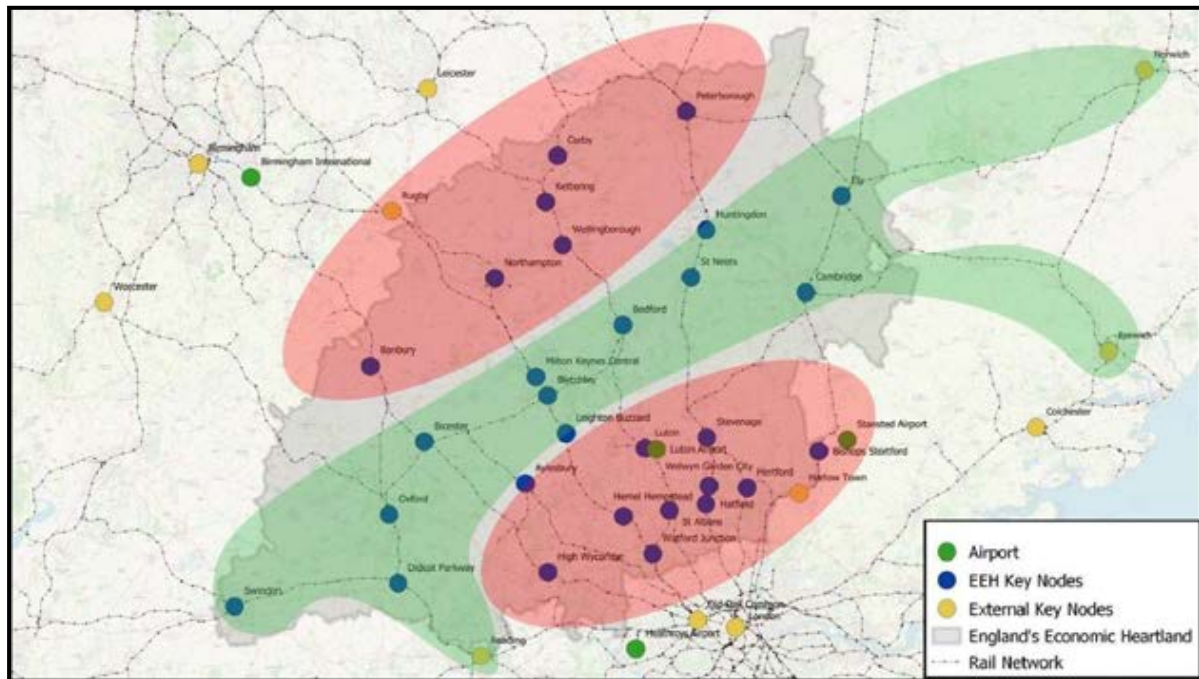 Norwich
Leicester
Peterborough
Birmingham
Birmingham International
Corby
Kettering
Ely
Rugby
Huntingdon
Wellingborough
Northampton
St Neots
Cambridge
Worcester
Bedford
Ipswich
Banbury
Milton Keynes Central
Bletchley
Leighton Buzzard
Colchester
Bicester
Stevenage
Stansted Airport
Luton
Luton Airport
Bishops Stortford
Aylesbury
Welwyn Garden City
Hertford
Harlow Town
Hemel Hempstead
Hatfield
Oxford
St Albans
Watford Junction
High Wycombe
Didcot Parkway
Swindon
Old Oak Common
London
Reading
Heathrow Airport
Airport
EEH Key Nodes
External Key Nodes
England's Economic Heartland
Rail Network